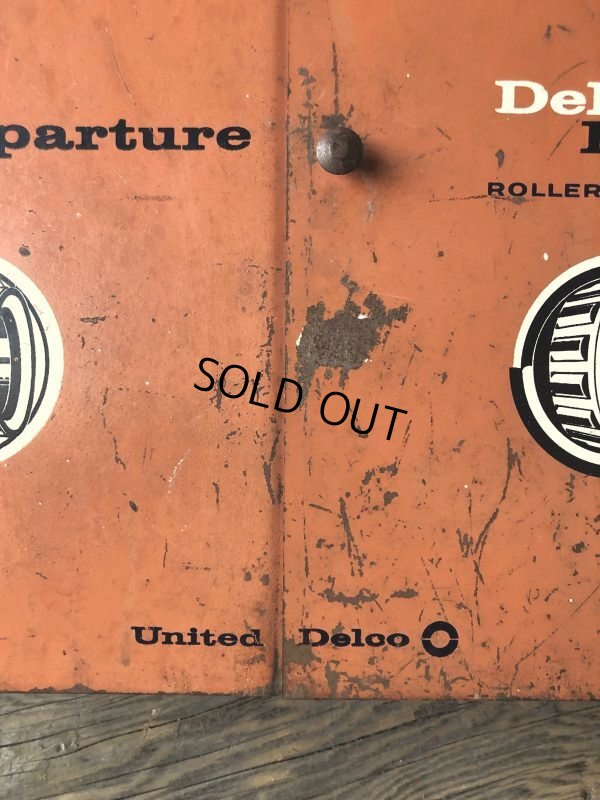 parture
Del
ROLLER
SOLD OUT
United Delco